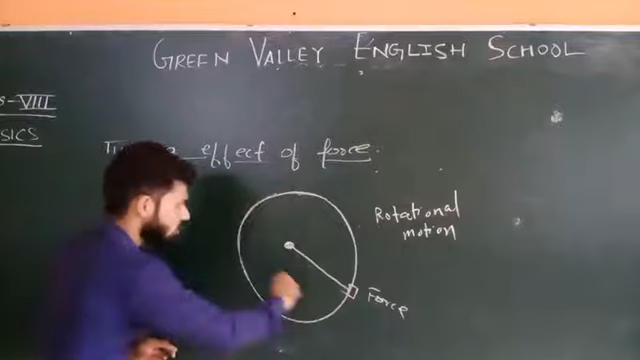 GREEN VALLEY ENGLISH SCHOOL
-VIII
SICS
effect of force.
Rotational
motion
Force